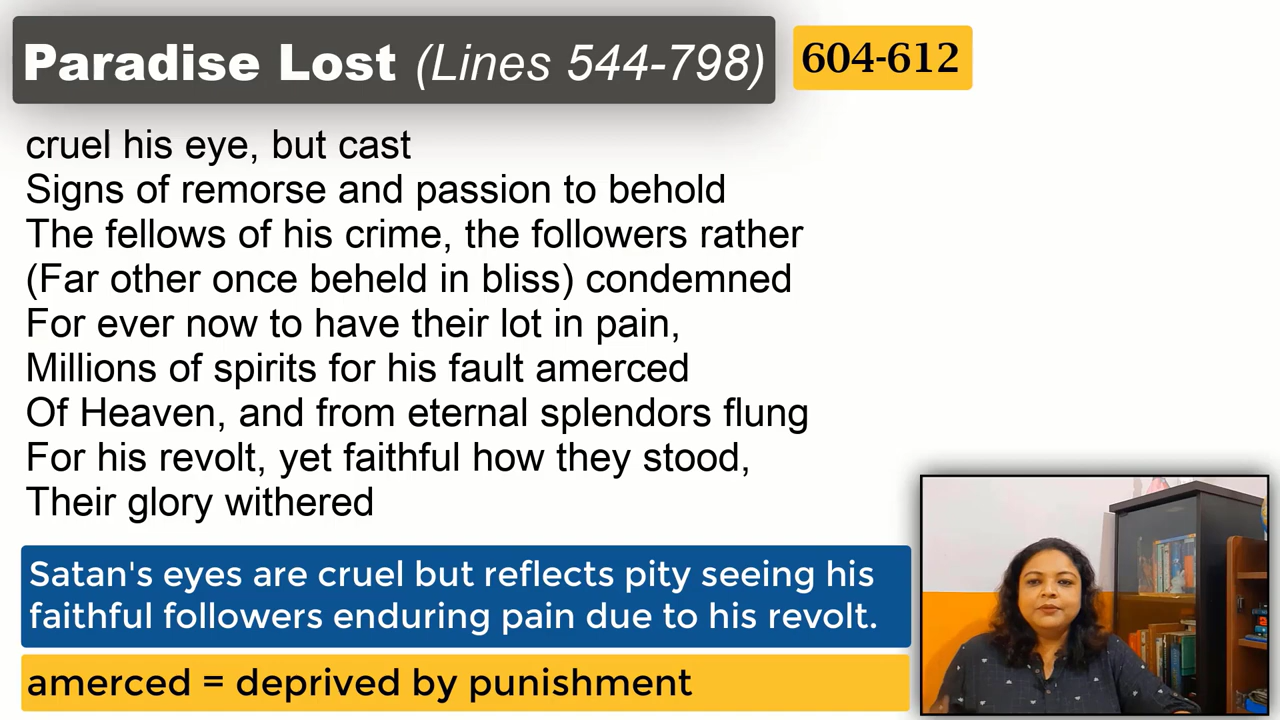 Paradise Lost (Lines 544-798) 604-612
cruel his eye, but cast
Signs of remorse and passion to behold
The fellows of his crime, the followers rather
(Far other once beheld in bliss) condemned
For ever now to have their lot in pain,
Millions of spirits for his fault amerced
Of Heaven, and from eternal splendors flung
For his revolt, yet faithful how they stood,
Their glory withered
Satan's eyes are cruel but reflects pity seeing his
faithful followers enduring pain due to his revolt.
amerced = deprived by punishment